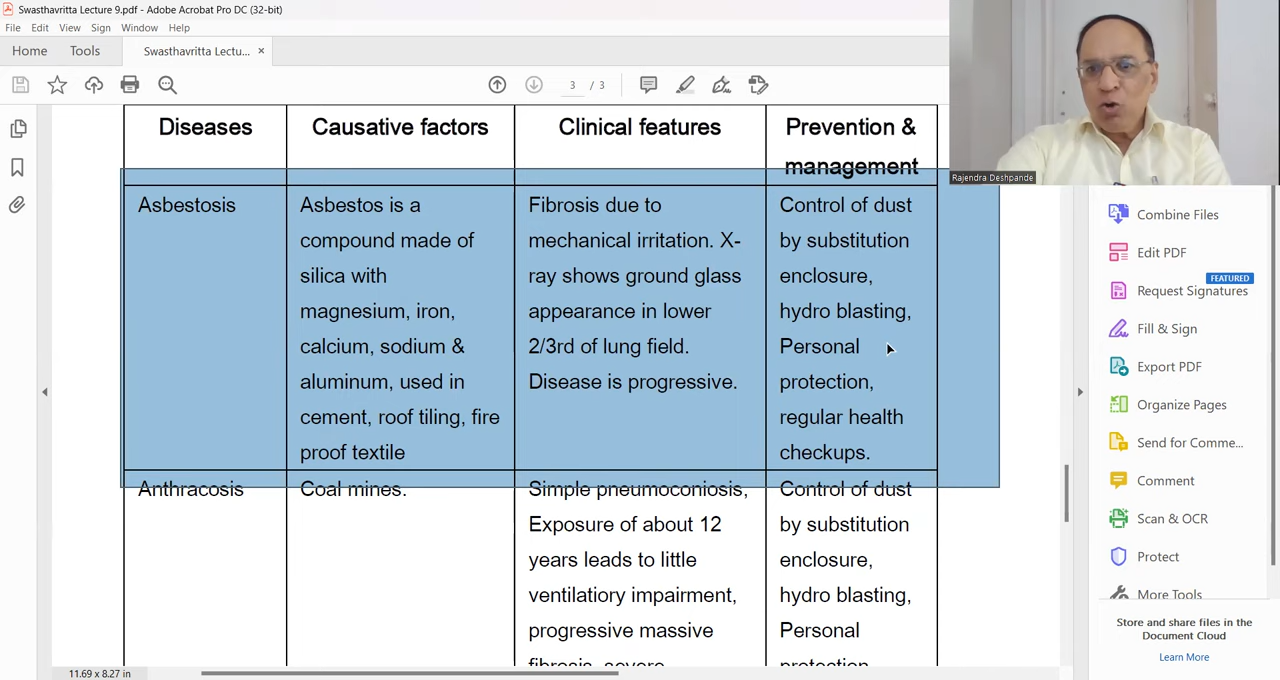 Swasthavritta Lecture 9.pdf - Adobe Acrobat Pro DC (32-bit)
File Edit View Sign Window Help
Home Tools Swasthavritta Lectu... ×
3 / 3
Rajendra Deshpande
Diseases
Causative factors
Clinical features
Prevention &
management
Asbestosis
Asbestos is a
compound made of
silica with
magnesium, iron,
calcium, sodium &
aluminum, used in
cement, roof tiling, fire
proof textile
Fibrosis due to
mechanical irritation. X-
ray shows ground glass
appearance in lower
2/3rd of lung field.
Disease is progressive.
Control of dust
by substitution
enclosure,
hydro blasting,
Personal
protection,
regular health
checkups.
Anthracosis
Coal mines.
Simple pneumoconiosis,
Exposure of about 12
years leads to little
ventilatiory impairment,
progressive massive
fibrosis, severe
Control of dust
by substitution
enclosure,
hydro blasting,
Personal
protection
Combine Files
Edit PDF
FEATURED
Request Signatures
Fill & Sign
Export PDF
Organize Pages
Send for Comme...
Comment
Scan & OCR
Protect
More Tools
Store and share files in the
Document Cloud
Learn More
11.69 x 8.27 in